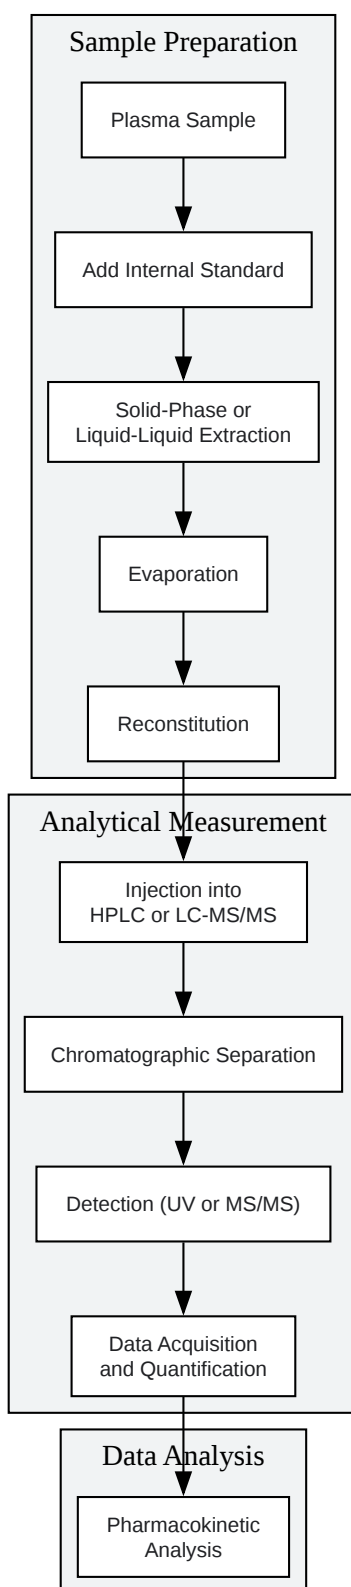 Sample Preparation
Plasma Sample
Add Internal Standard
Solid-Phase or
Liquid-Liquid Extraction
Evaporation
Reconstitution
Analytical Measurement
Injection into
HPLC or LC-MS/MS
Chromatographic Separation
Detection (UV or MS/MS)
Data Acquisition
and Quantification
Data Analysis
Pharmacokinetic
Analysis